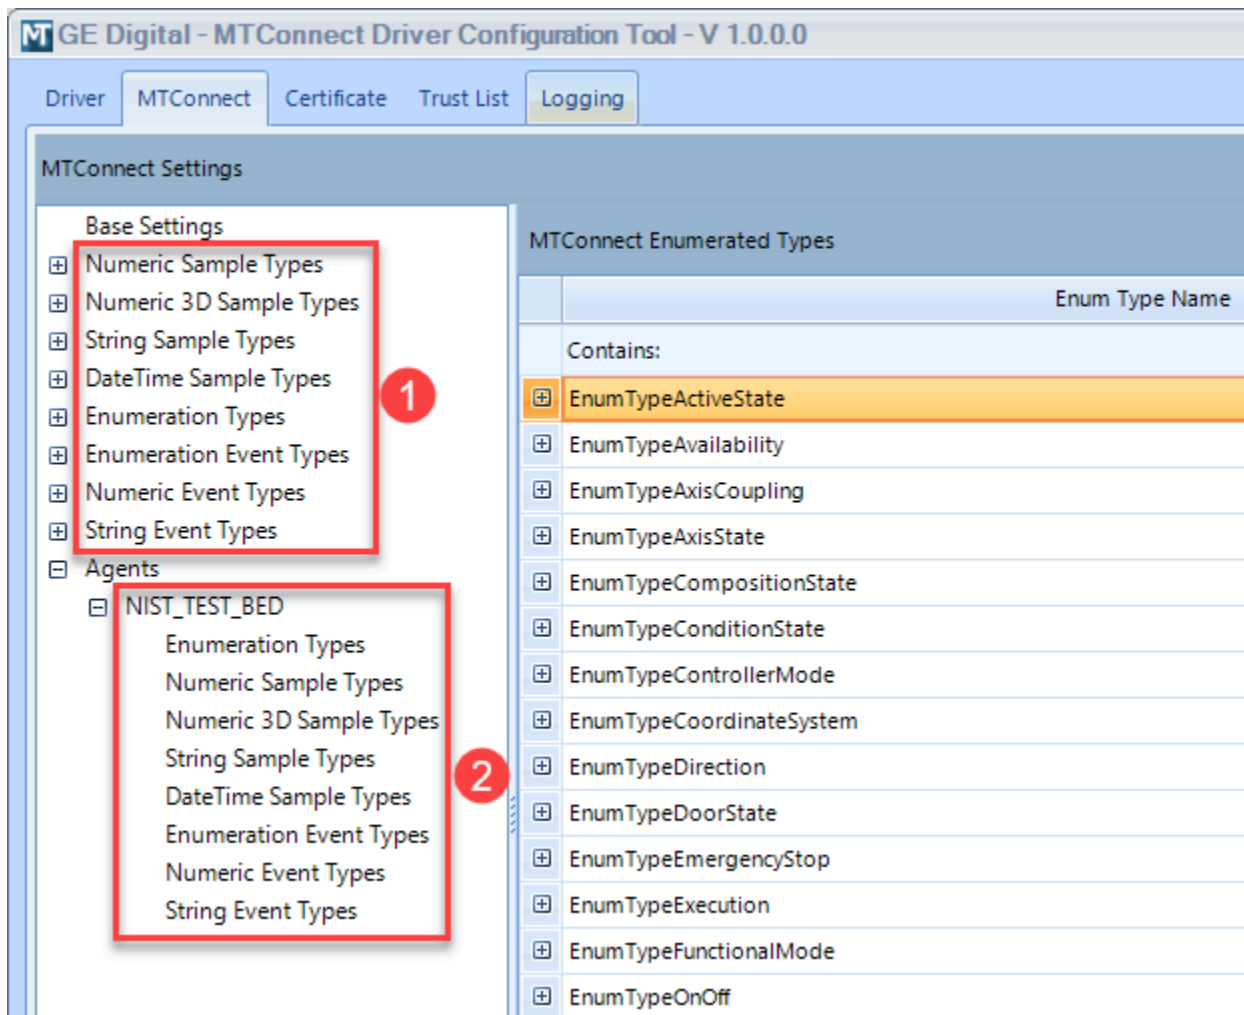 MT GE Digital - MTConnect Driver Configuration Tool - V 1.0.0.0
Driver MTConnect Certificate Trust List Logging
MTConnect Settings
Base Settings
Numeric Sample Types
Numeric 3D Sample Types
String Sample Types
DateTime Sample Types
Enumeration Types
Enumeration Event Types
Numeric Event Types
String Event Types
1
Agents
NIST_TEST_BED
Enumeration Types
Numeric Sample Types
Numeric 3D Sample Types
String Sample Types
DateTime Sample Types
Enumeration Event Types
Numeric Event Types
String Event Types
2
MTConnect Enumerated Types
Enum Type Name
Contains:
EnumTypeActiveState
EnumTypeAvailability
EnumTypeAxisCoupling
EnumTypeAxisState
EnumTypeCompositionState
EnumTypeConditionState
EnumTypeControllerMode
EnumTypeCoordinateSystem
EnumTypeDirection
EnumTypeDoorState
EnumTypeEmergencyStop
EnumTypeExecution
EnumTypeFunctionalMode
EnumTypeOnOff